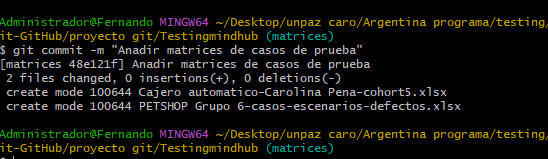 Administrador@Fernando MINGW64 ~/Desktop/unpaz caro/Argentina programa/testing/
it-GitHub/proyecto git/Testingmindhub (matrices)
$ git commit -m "Anadir matrices de casos de prueba"
[matrices 48e121f] Anadir matrices de casos de prueba
 2 files changed, 0 insertions(+), 0 deletions(-)
 create mode 100644 Cajero automatico-Carolina Pena-cohort5.xlsx
 create mode 100644 PETSHOP Grupo 6-casos-escenarios-defectos.xlsx
Administrador@Fernando MINGW64 ~/Desktop/unpaz caro/Argentina programa/testing/
it-GitHub/proyecto git/Testingmindhub (matrices)